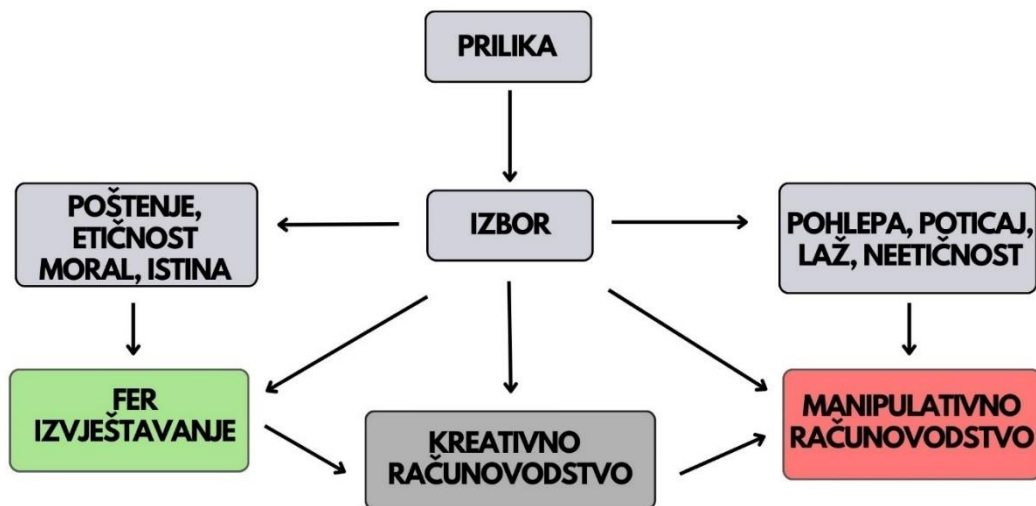 PRILIKA
POŠTENJE,
ETIČNOST
MORAL, ISTINA
IZBOR
POHLEPA, POTICAJ,
LAŽ, NEETIČNOST
FER
IZVJEŠTAVANJE
KREATIVNO
RAČUNOVODSTVO
MANIPULATIVNO
RAČUNOVODSTVO